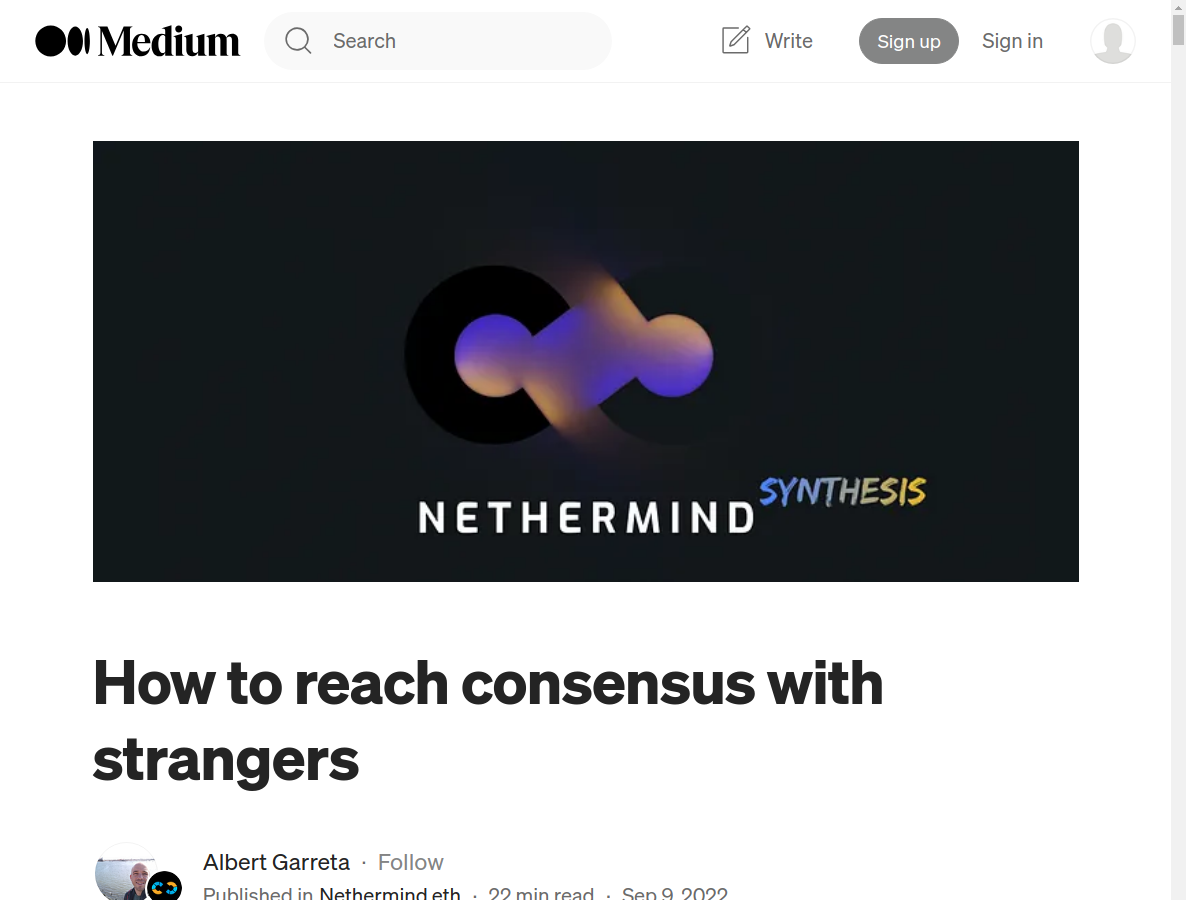 Medium
Search
Write
Sign up
Sign in
NETHERMIND
SYNTHESIS
How to reach consensus with
strangers
Albert Garreta · Follow
Published in Nethermind.eth · 22 min read · Sep 9, 2022